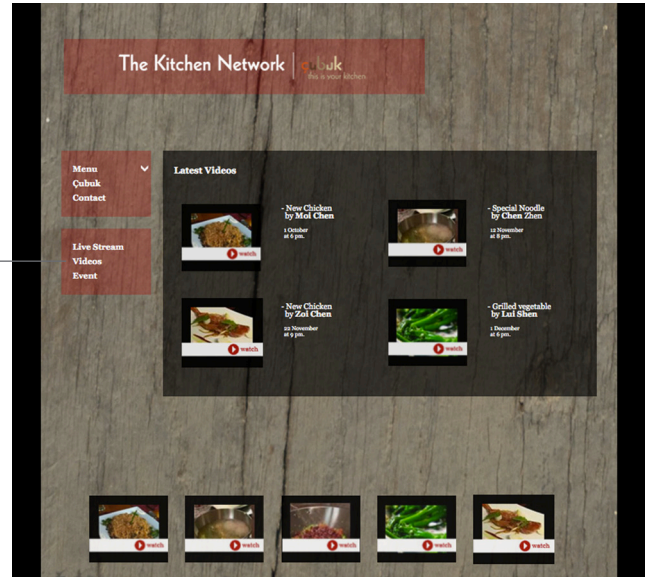 The Kitchen Network | çubuk
this is your kitchen
Menu
Çubuk
Contact
Live Stream
Videos
Event
Latest Videos
- New Chicken
by Moi Chen
1 October
at 6 pm.
watch
- Special Noodle
by Chen Zhen
12 November
at 8 pm.
watch
- New Chicken
by Zoi Chen
22 November
at 9 pm.
watch
- Grilled vegetable
by Lui Shen
1 December
at 6 pm.
watch
watch
watch
watch
watch
watch